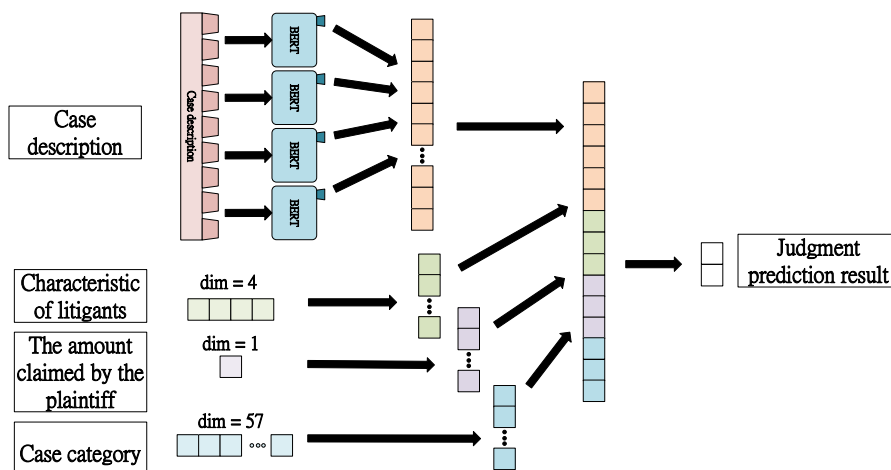 Case
description
Case description
BERT
BERT
BERT
BERT
Characteristic
of litigants
dim = 4
The amount
claimed by the
plaintiff
dim = 1
Case category
dim = 57
Judgment
prediction result